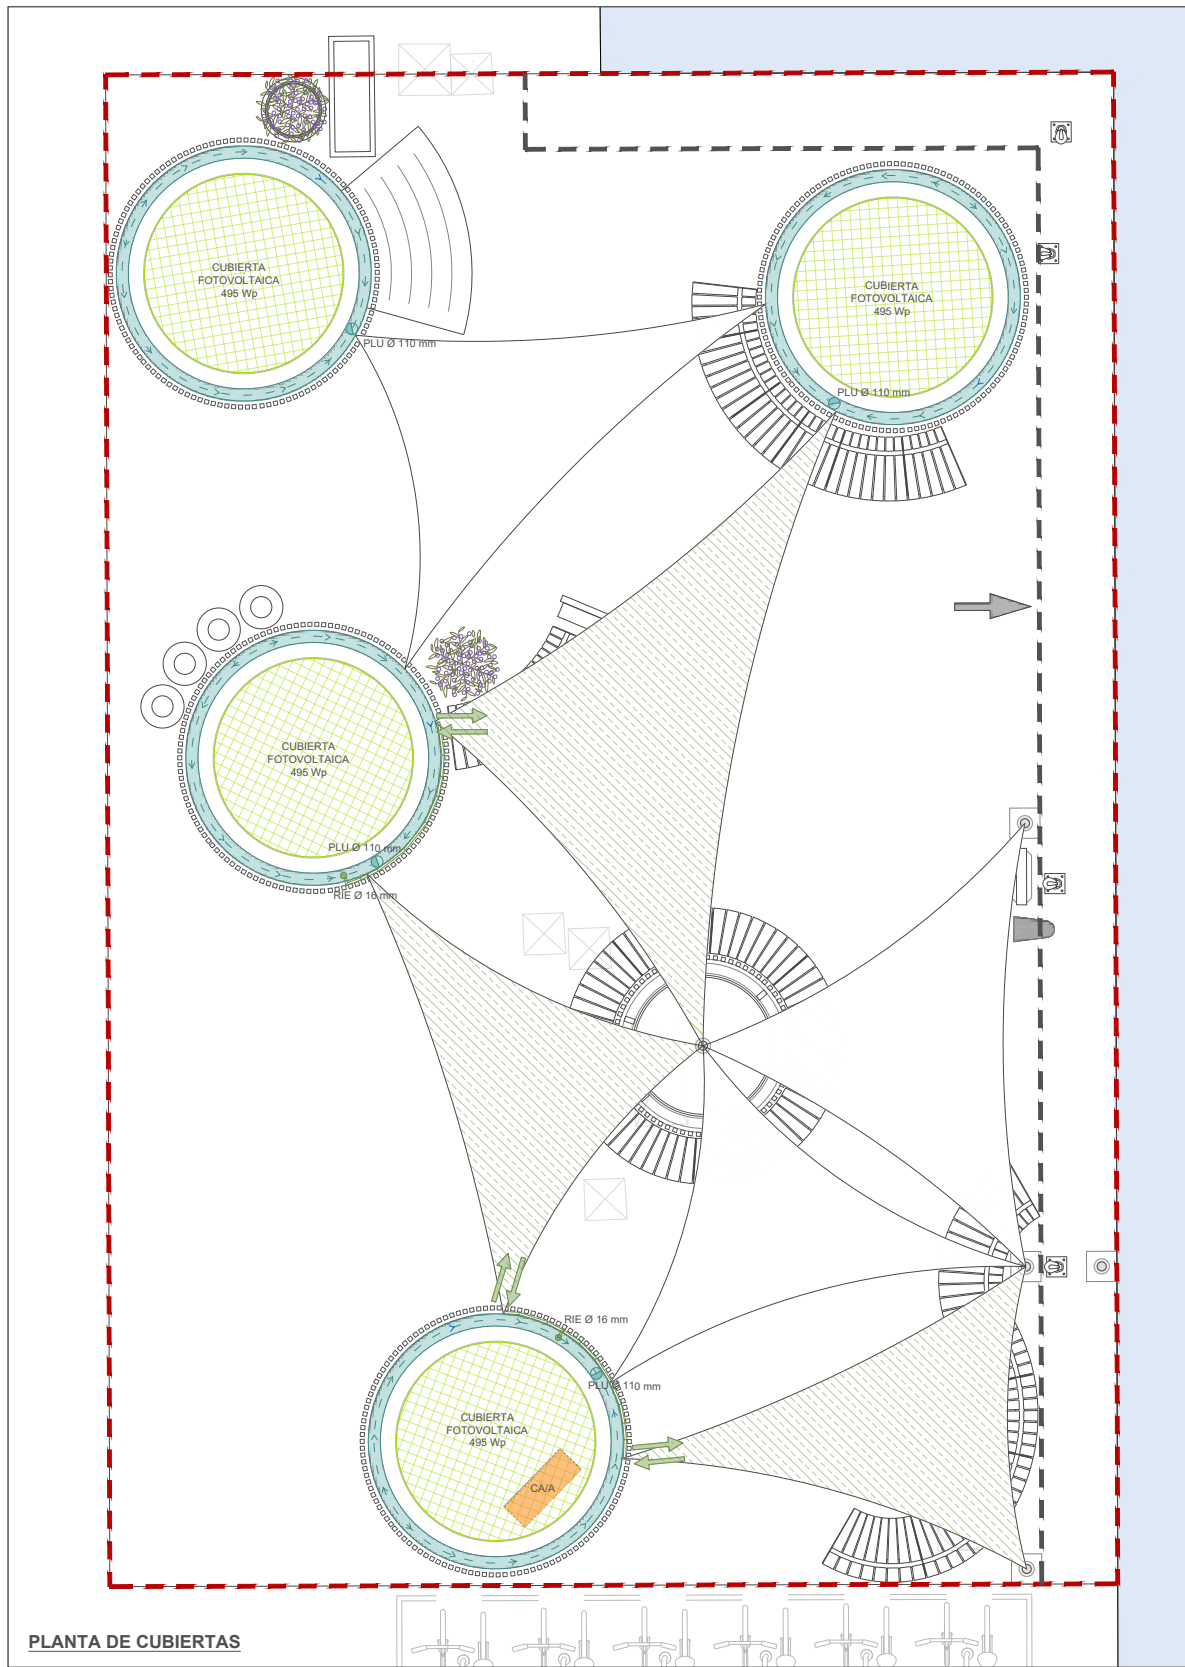 CUBIERTA
FOTOVOLTAICA
495 Wp
PLU Ø 110 mm
CUBIERTA
FOTOVOLTAICA
495 Wp
PLU Ø 110 mm
CUBIERTA
FOTOVOLTAICA
495 Wp
PLU Ø 110 mm
RIE Ø 16 mm
RIE Ø 16 mm
PLU Ø 110 mm
CUBIERTA
FOTOVOLTAICA
495 Wp
CA/A
PLANTA DE CUBIERTAS